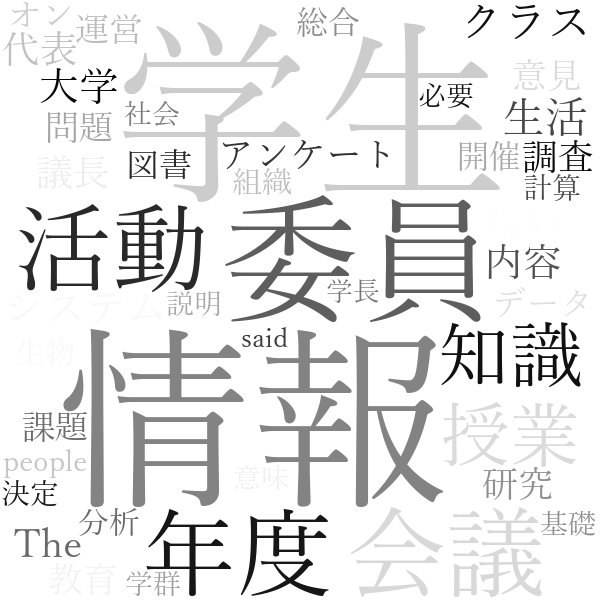 オン
運営
総合
クラス
代表
学生
大学
意見
必要
問題
社会
生活
アンケート
開催
調査
議長
図書
組織
計算
活動
委員
内容
学長
システム
説明
データ
said
知識
生物
情報
課題
授業
people
意味
研究
決定
分析
年度
会議
基礎
The
教育
学群